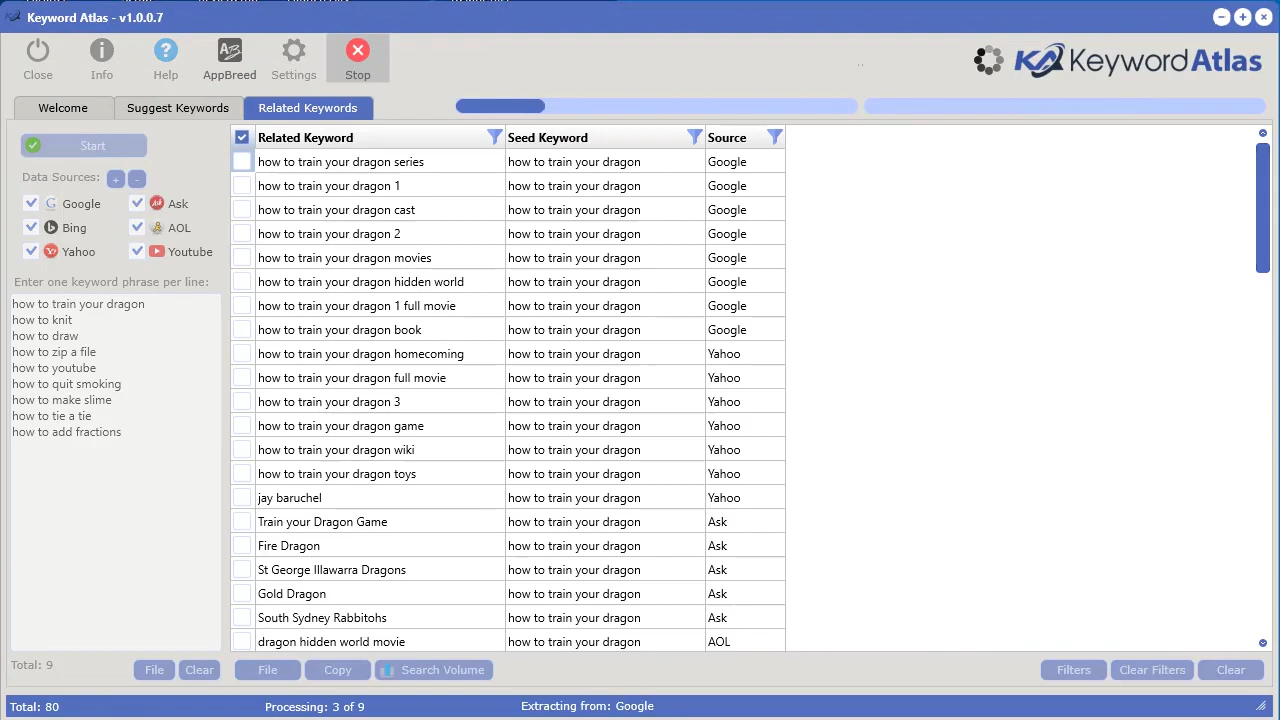 Keyword Atlas - v1.0.0.7
Close Info Help AppBreed Settings Stop
KeywordAtlas
Welcome Suggest Keywords Related Keywords
Start
Data Sources: + -
Google Ask
Bing AOL
Yahoo Youtube
Enter one keyword phrase per line:
how to train your dragon
how to knit
how to draw
how to zip a file
how to youtube
how to quit smoking
how to make slime
how to tie a tie
how to add fractions
Total: 9
File Clear
Related Keyword Seed Keyword Source
how to train your dragon series how to train your dragon Google
how to train your dragon 1 how to train your dragon Google
how to train your dragon cast how to train your dragon Google
how to train your dragon 2 how to train your dragon Google
how to train your dragon movies how to train your dragon Google
how to train your dragon hidden world how to train your dragon Google
how to train your dragon 1 full movie how to train your dragon Google
how to train your dragon book how to train your dragon Google
how to train your dragon homecoming how to train your dragon Yahoo
how to train your dragon full movie how to train your dragon Yahoo
how to train your dragon 3 how to train your dragon Yahoo
how to train your dragon game how to train your dragon Yahoo
how to train your dragon wiki how to train your dragon Yahoo
how to train your dragon toys how to train your dragon Yahoo
jay baruchel how to train your dragon Yahoo
Train your Dragon Game how to train your dragon Ask
Fire Dragon how to train your dragon Ask
St George Illawarra Dragons how to train your dragon Ask
Gold Dragon how to train your dragon Ask
South Sydney Rabbitohs how to train your dragon Ask
dragon hidden world movie how to train your dragon AOL
File Copy Search Volume Filters Clear Filters Clear
Total: 80 Processing: 3 of 9 Extracting from: Google